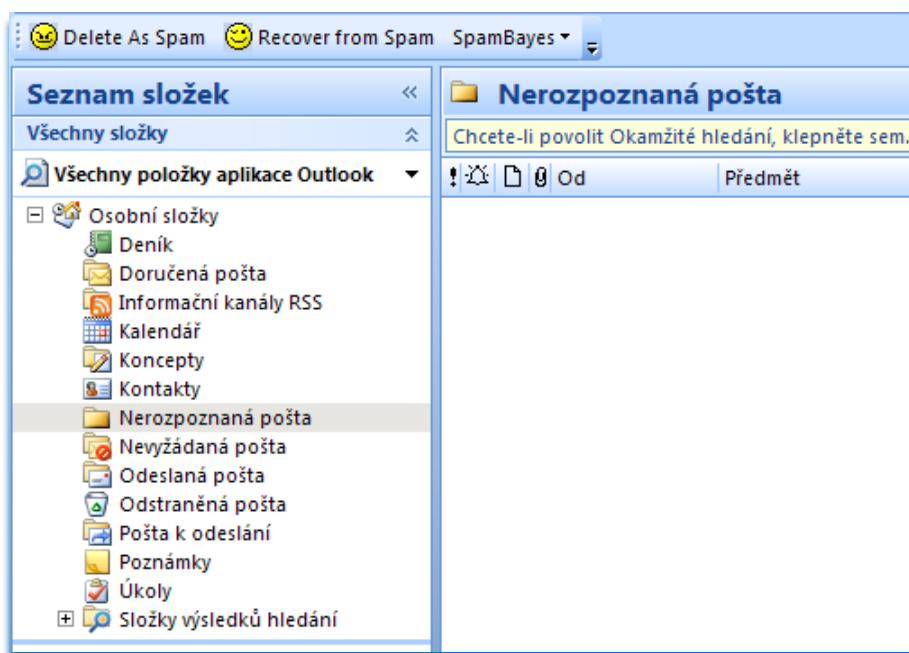 Delete As Spam Recover from Spam SpamBayes
Seznam složek
Všechny složky
Všechny položky aplikace Outlook
Osobní složky
Deník
Doručená pošta
Informační kanály RSS
Kalendář
Koncepty
Kontakty
Nerozpoznaná pošta
Nevyžádaná pošta
Odeslaná pošta
Odstraněná pošta
Pošta k odeslání
Poznámky
Úkoly
Složky výsledků hledání
Nerozpoznaná pošta
Chcete-li povolit Okamžité hledání, klepněte sem.
Od Předmět